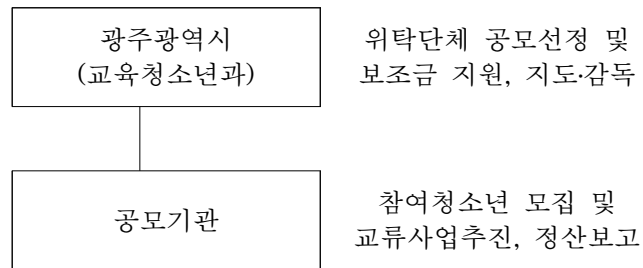 광주광역시
(교육청소년과)
위탁단체 공모선정 및
보조금 지원, 지도·감독
공모기관
참여청소년 모집 및
교류사업추진, 정산보고